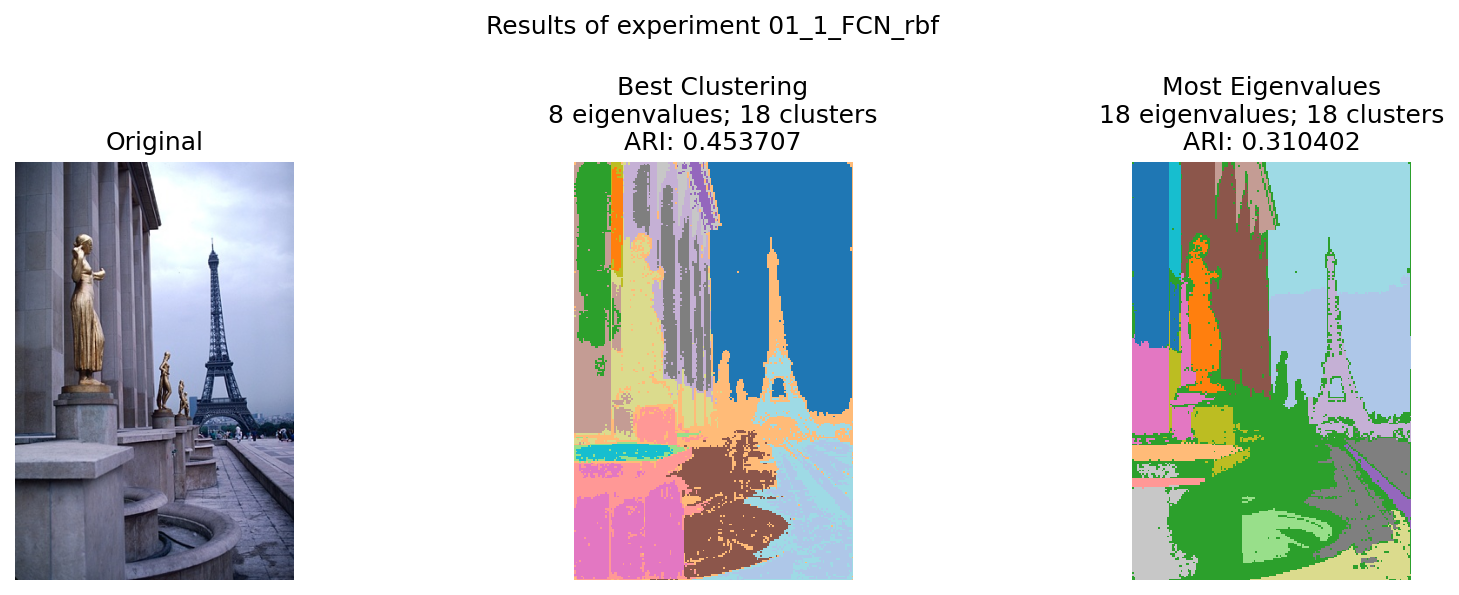 Results of experiment 01_1_FCN_rbf
Original
Best Clustering
8 eigenvalues; 18 clusters
ARI: 0.453707
Most Eigenvalues
18 eigenvalues; 18 clusters
ARI: 0.310402